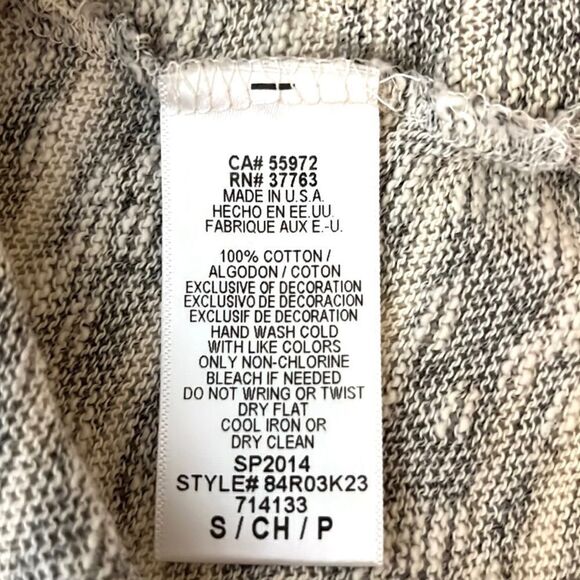 CA# 55972
RN# 37763
MADE IN U.S.A.
HECHO EN EE.UU.
FABRIQUE AUX E.-U.
100% COTTON /
ALGODON / COTON
EXCLUSIVE OF DECORATION
EXCLUSIVO DE DECORACION
EXCLUSIF DE DECORATION
HAND WASH COLD
WITH LIKE COLORS
ONLY NON-CHLORINE
BLEACH IF NEEDED
DO NOT WRING OR TWIST
DRY FLAT
COOL IRON OR
DRY CLEAN
SP2014
STYLE# 84R03K23
714133
S / CH / P